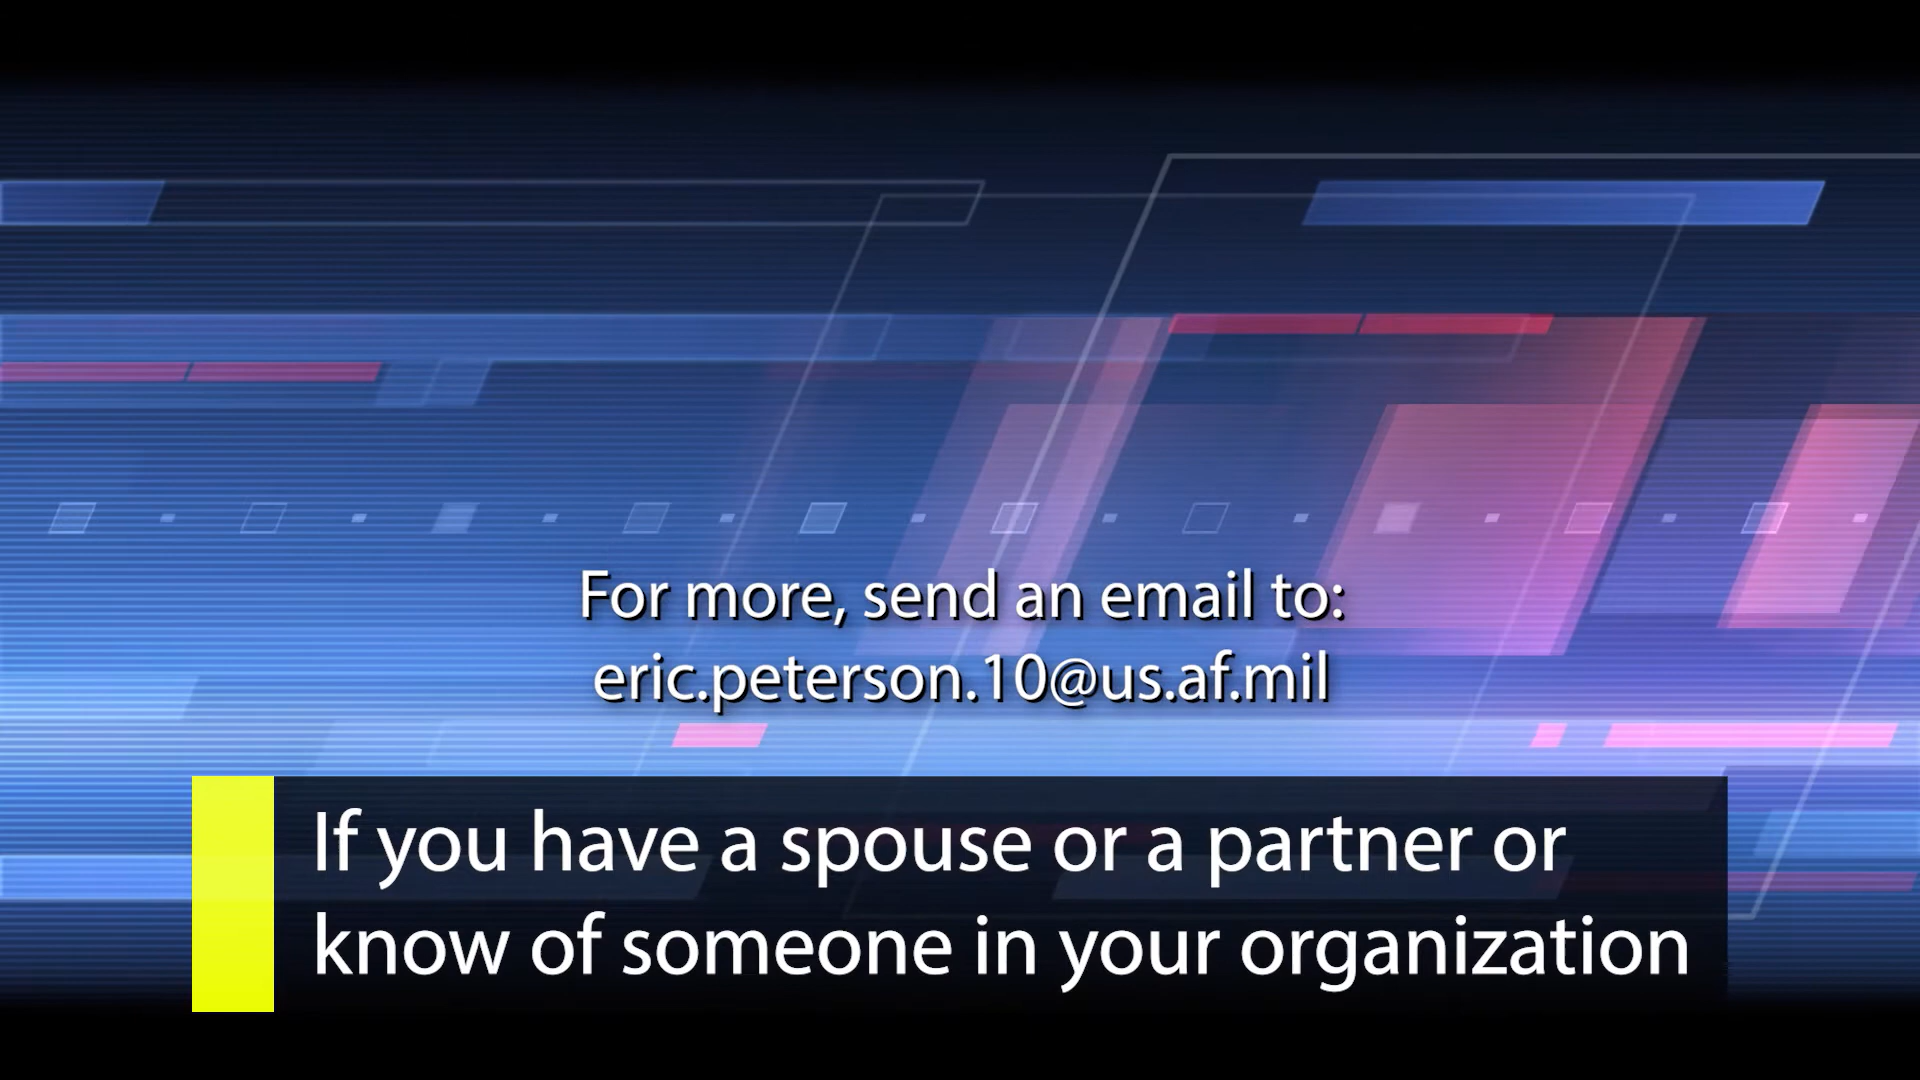 For more, send an email to:
eric.peterson.10@us.af.mil
If you have a spouse or a partner or
know of someone in your organization